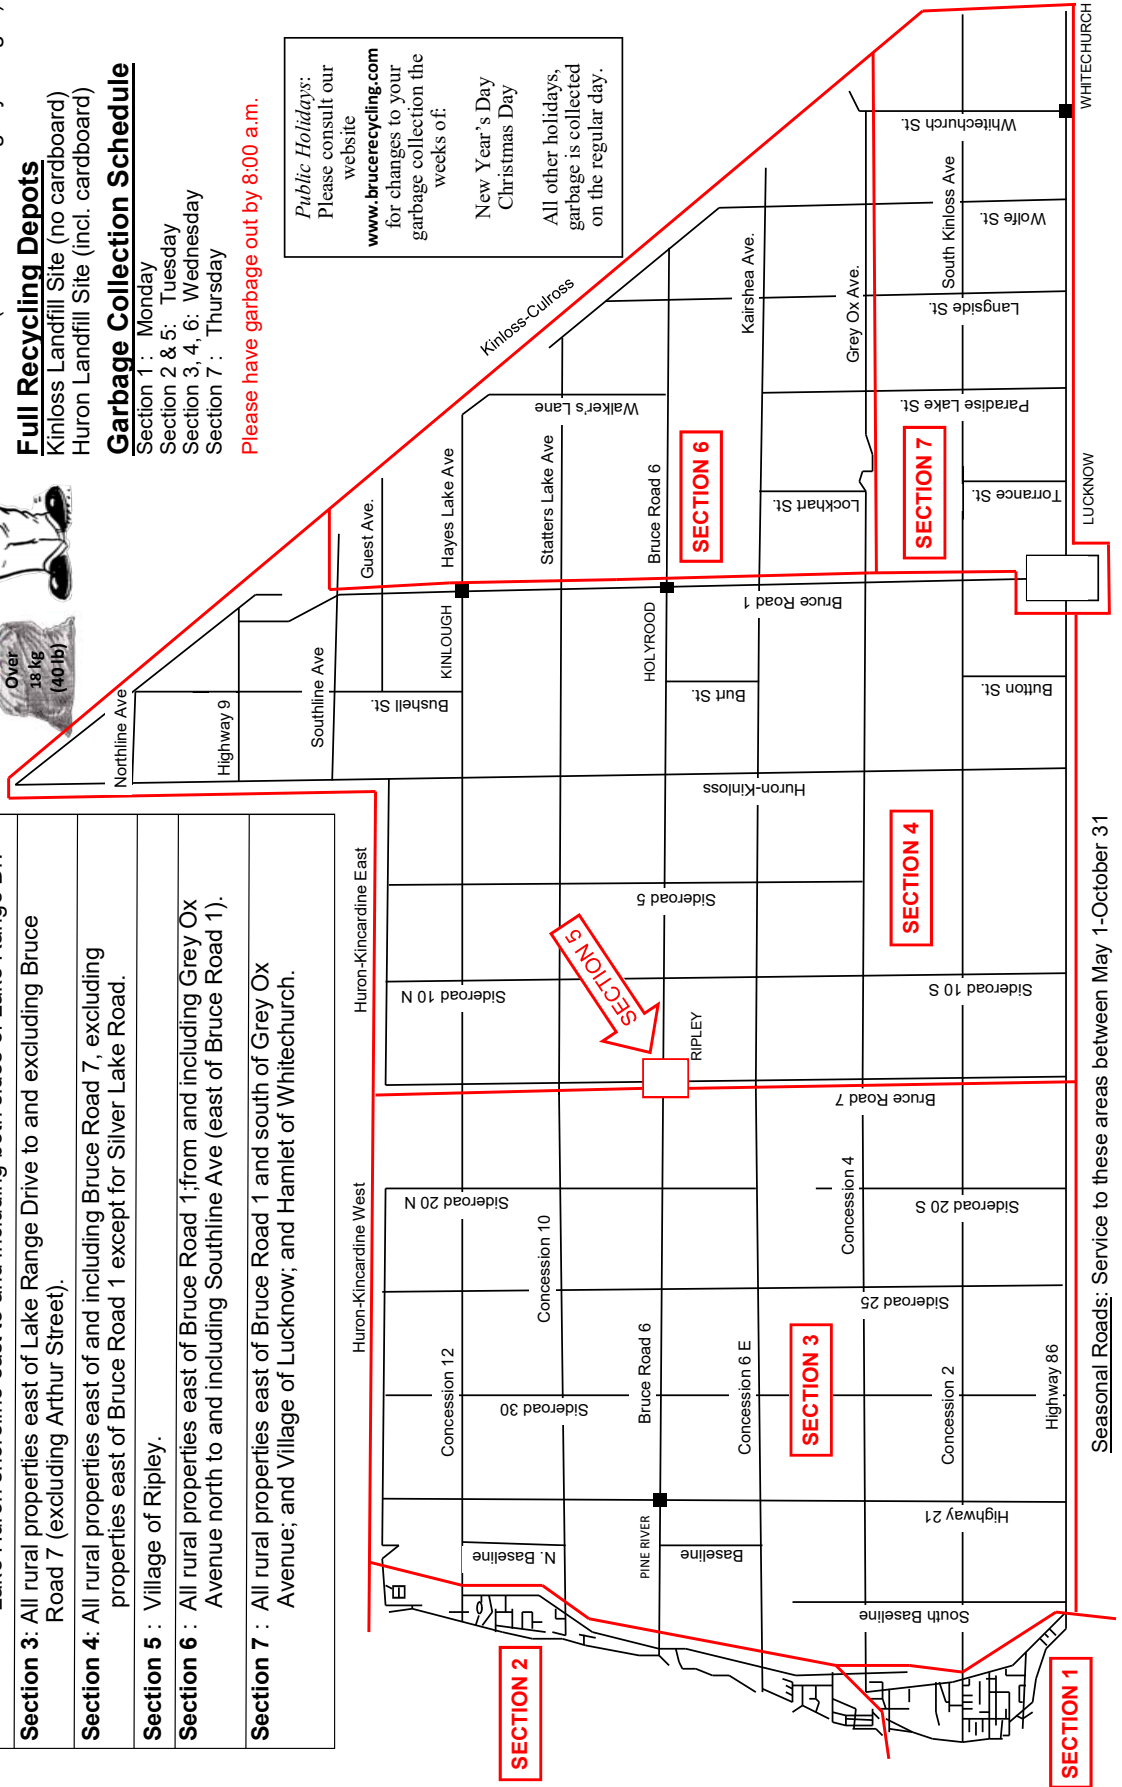 Full Recycling Depots
Kinloss Landfill Site (no cardboard)
Huron Landfill Site (incl. cardboard)
Garbage Collection Schedule
Section 1 : Monday
Section 2 & 5: Tuesday
Section 3, 4, 6: Wednesday
Section 7 : Thursday
Please have garbage out by 8:00 a.m.
Over
18 kg
(40 lb)
Public Holidays:
Please consult our
website
www.brucerecycling.com
for changes to your
garbage collection the
weeks of:
New Year's Day
Christmas Day
All other holidays,
garbage is collected
on the regular day.
Section 3: All rural properties east of Lake Range Drive to and excluding Bruce
Road 7 (excluding Arthur Street).
Section 4: All rural properties east of and including Bruce Road 7, excluding
properties east of Bruce Road 1 except for Silver Lake Road.
Section 5 : Village of Ripley.
Section 6 : All rural properties east of Bruce Road 1;from and including Grey Ox
Avenue north to and including Southline Ave (east of Bruce Road 1).
Section 7 : All rural properties east of Bruce Road 1 and south of Grey Ox
Avenue; and Village of Lucknow; and Hamlet of Whitechurch.
Huron-Kincardine West
Huron-Kincardine East
Northline Ave
Highway 9
Southline Ave
Guest Ave.
Hayes Lake Ave
Statters Lake Ave
Bruce Road 6
Kinloss-Culross
Kairshea Ave.
Grey Ox Ave.
South Kinloss Ave
KINLOUGH
HOLYROOD
Bushell St.
Burt St.
Button St.
Bruce Road 1
Huron-Kinloss
Walker's Lane
Lockhart St.
Torrance St.
Paradise Lake St.
Langside St.
Wolfe St.
Whitechurch St.
WHITECHURCH
LUCKNOW
SECTION 6
SECTION 7
SECTION 4
SECTION 5
RIPLEY
Sideroad 5
Sideroad 10 N
Sideroad 10 S
Bruce Road 7
Sideroad 20 N
Sideroad 20 S
Sideroad 25
Sideroad 30
Concession 12
Concession 10
Bruce Road 6
Concession 6 E
Concession 4
Concession 2
Highway 86
Highway 21
PINE RIVER
N. Baseline
Baseline
South Baseline
SECTION 3
SECTION 2
SECTION 1
Seasonal Roads: Service to these areas between May 1-October 31